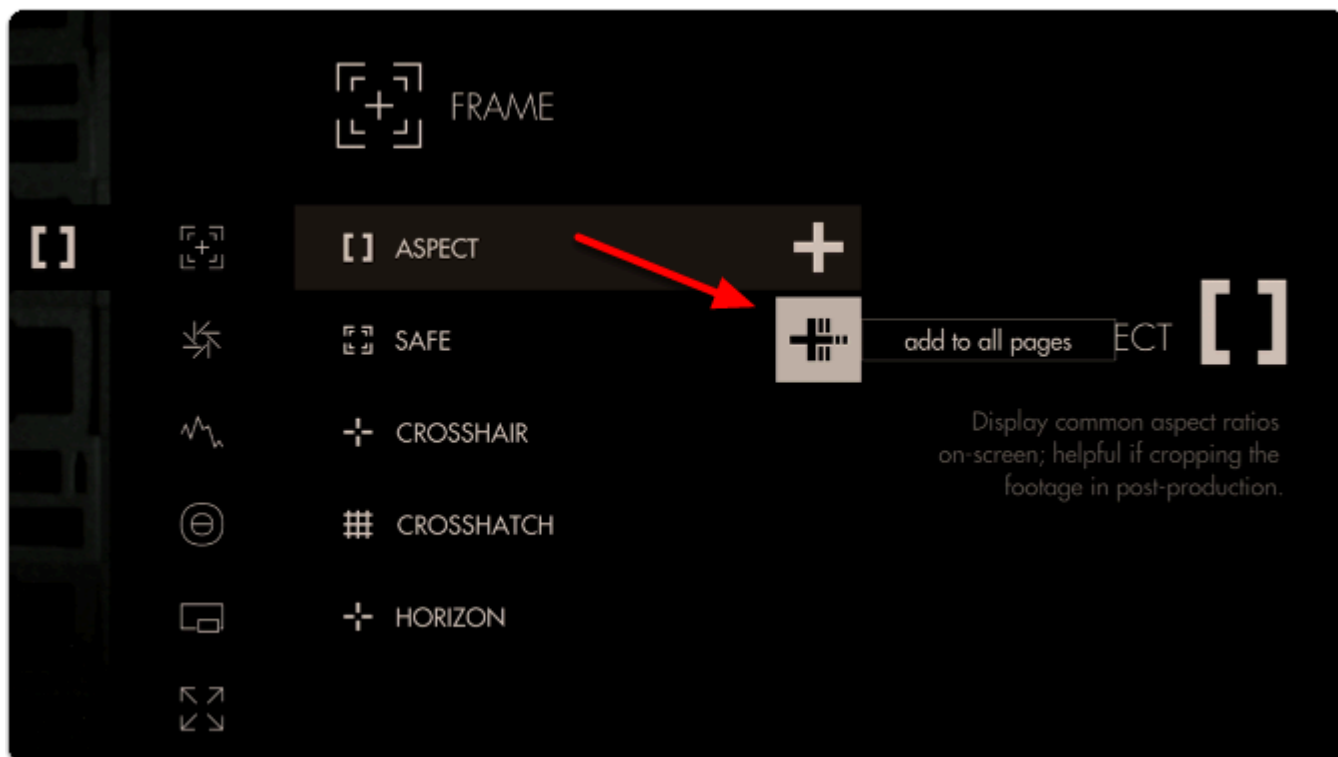 FRAME
ASPECT
SAFE
add to all pages
ECT
CROSSHAIR
Display common aspect ratios
on-screen; helpful if cropping the
footage in post-production.
CROSSHATCH
HORIZON